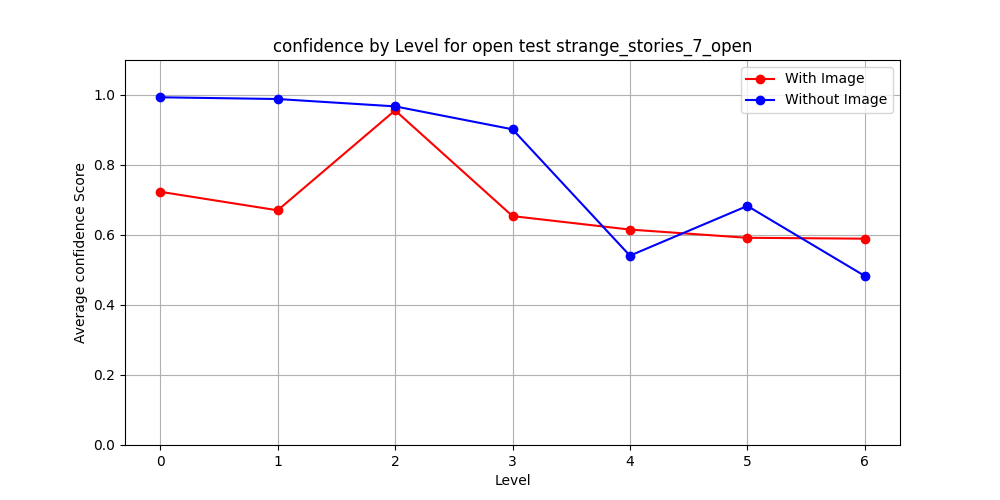 confidence by Level for open test strange_stories_7_open
With Image
Without Image
Average confidence Score
1.0
0.8
0.6
0.4
0.2
0.0
0 1 2 3 4 5 6
Level